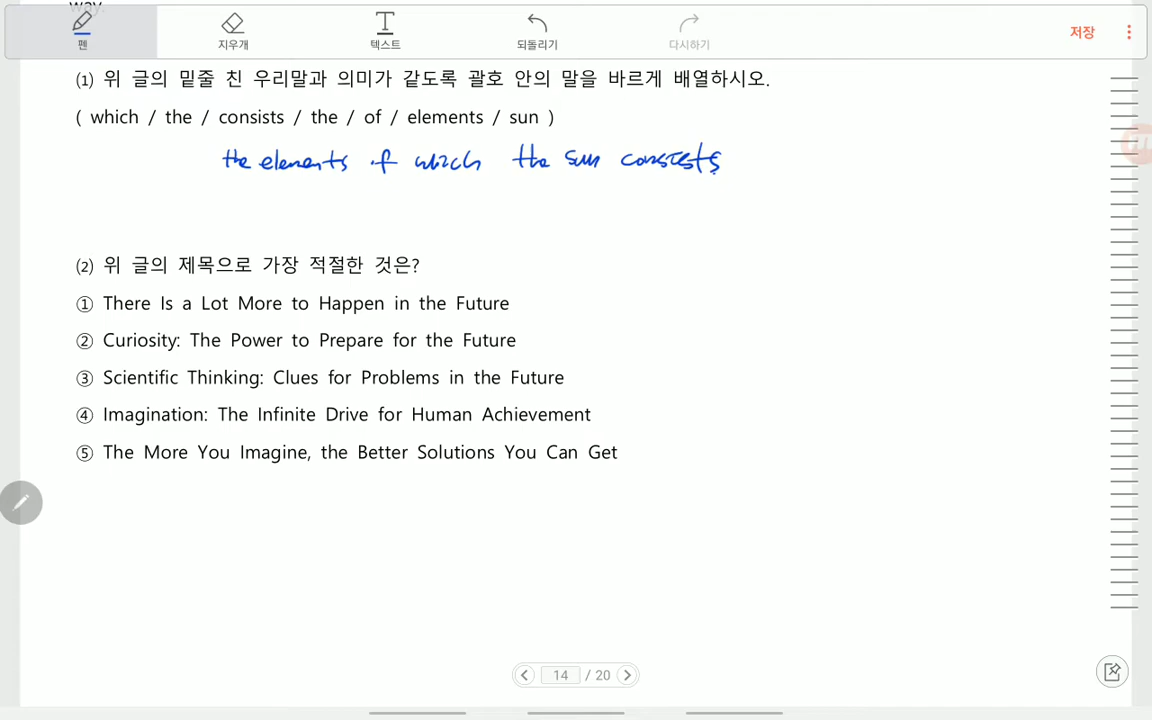 way.
펜 지우개 텍스트 되돌리기 다시하기 저장
(1) 위 글의 밑줄 친 우리말과 의미가 같도록 괄호 안의 말을 바르게 배열하시오.
( which / the / consists / the / of / elements / sun )
the elements of which the sun consists
(2) 위 글의 제목으로 가장 적절한 것은?
① There Is a Lot More to Happen in the Future
② Curiosity: The Power to Prepare for the Future
③ Scientific Thinking: Clues for Problems in the Future
④ Imagination: The Infinite Drive for Human Achievement
⑤ The More You Imagine, the Better Solutions You Can Get
14 / 20